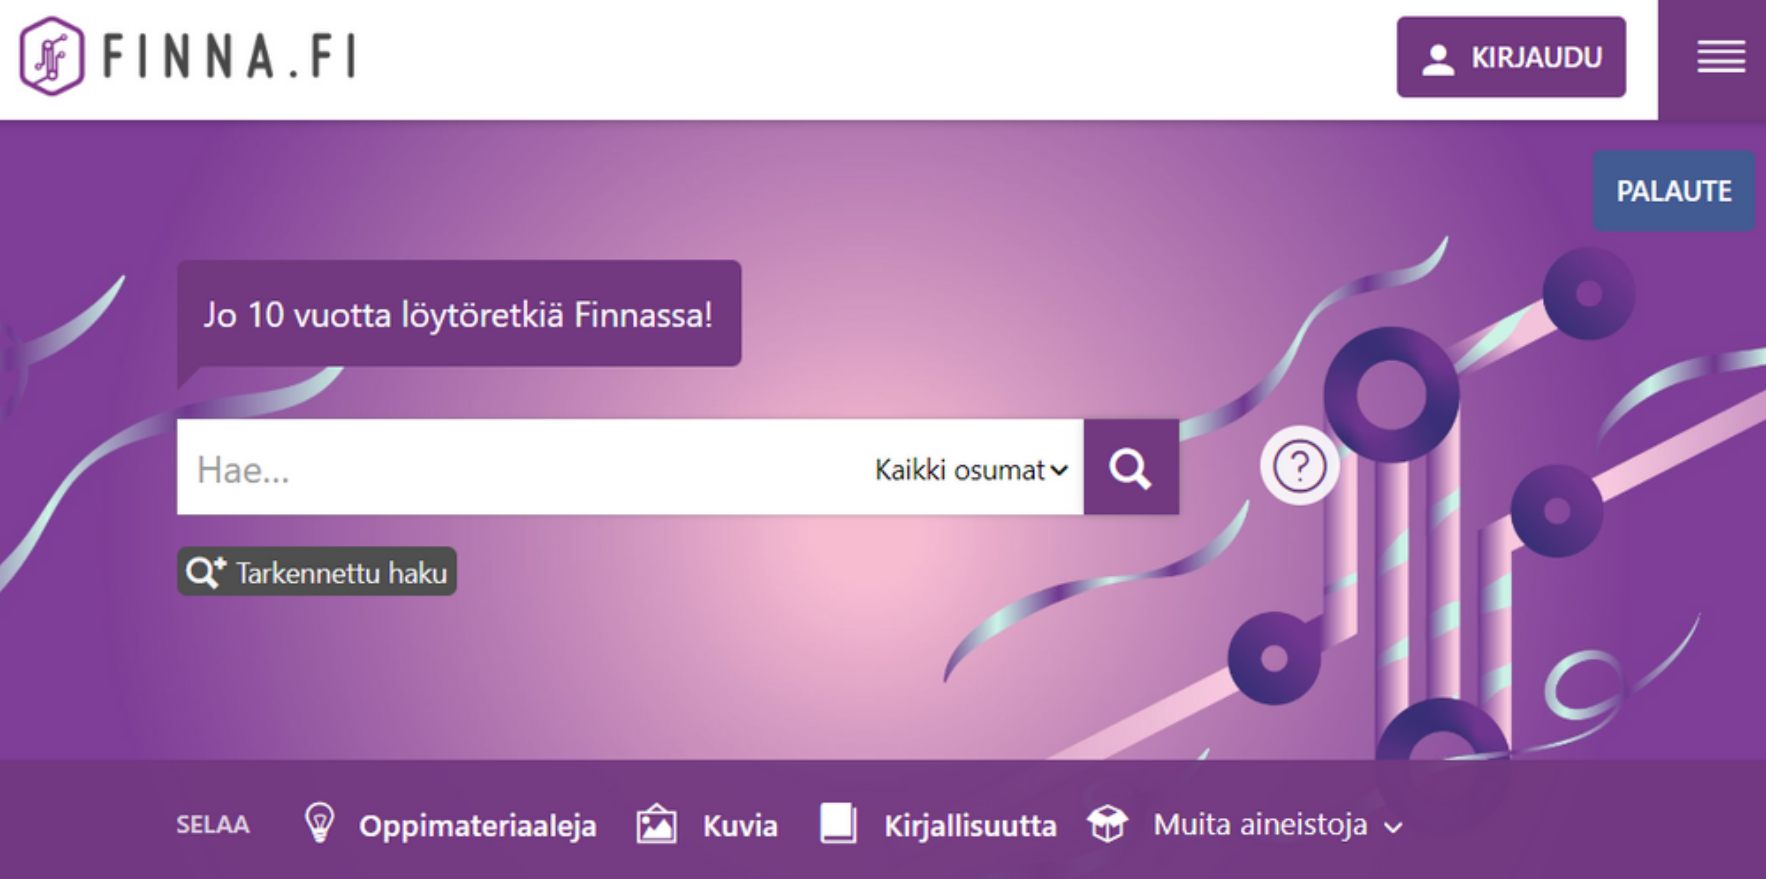 FINNA.FI
KIRJAUDU
PALAUTE
Jo 10 vuotta löytöretkiä Finnassa!
Hae...
Kaikki osumat
?
Tarkennettu haku
SELAA
Oppimateriaaleja
Kuvia
Kirjallisuutta
Muita aineistoja